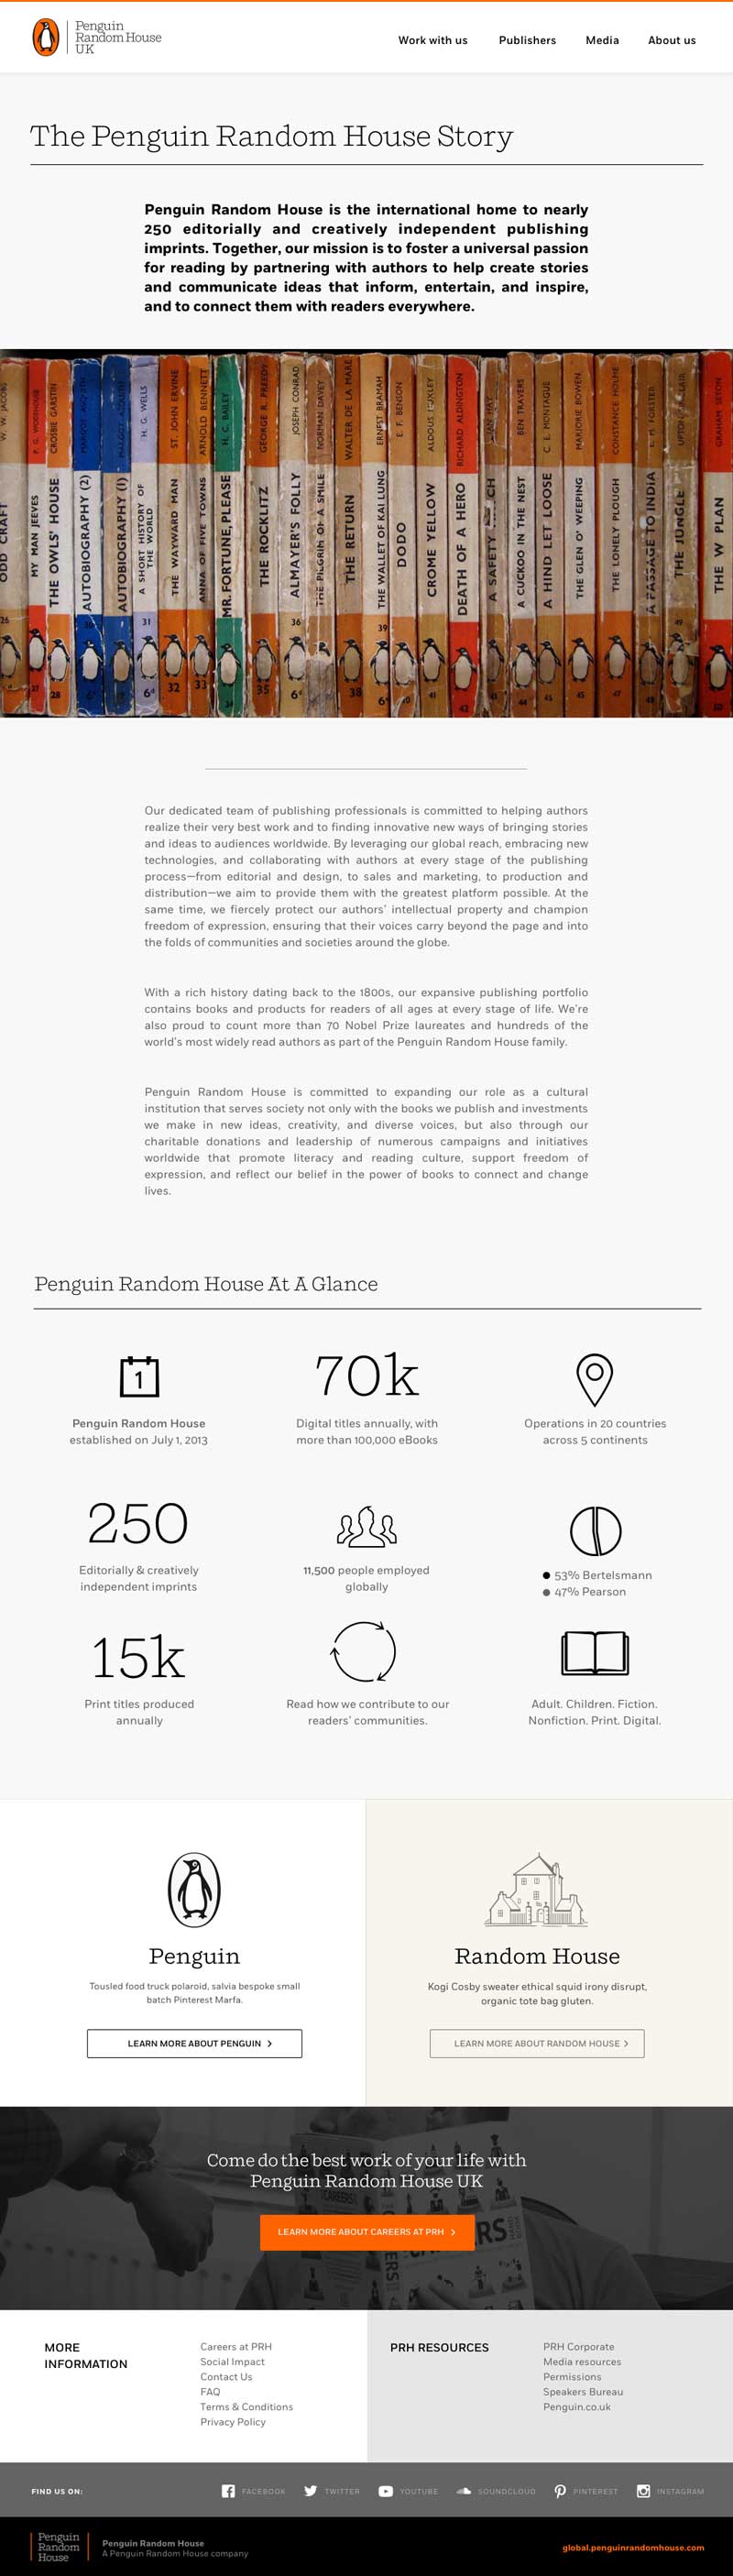 Penguin
Random House
UK
Work with us
Publishers
Media
About us
The Penguin Random House Story
Penguin Random House is the international home to nearly
250 editorially and creatively independent publishing
imprints. Together, our mission is to foster a universal passion
for reading by partnering with authors to help create stories
and communicate ideas that inform, entertain, and inspire,
and to connect them with readers everywhere.
W. W. JACOBS
ODD CRAFT
26
P. G. WODEHOUSE
MY MAN JEEVES
27
CROSBIE GARSTIN
THE OWLS' HOUSE
28
AUTOBIOGRAPHY (2)
AUTOBIOGRAPHY (1)
H. G. WELLS
A SHORT HISTORY OF
THE WORLD
31
6d
ST. JOHN ERVINE
THE WAYWARD MAN
32
ARNOLD BENNETT
ANNA OF FIVE TOWNS
33
H. C. BAILEY
MR. FORTUNE, PLEASE
34
GEORGE R. PREEDY
THE ROCKLITZ
35
JOSEPH CONRAD
ALMAYER'S FOLLY
36
6d
NORMAN DAVEY
THE PILGRIM OF A SMILE
WALTER DE LA MARE
THE RETURN
38
ERNEST BRAMAH
THE WALLET OF KAI LUNG
39
6d
E. F. BENSON
DODO
40
ALDOUS HUXLEY
CROME YELLOW
41
RICHARD ALDINGTON
DEATH OF A HERO
42
A SAFETY
CH
BEN TRAVERS
A CUCKOO IN THE NEST
44
C. E. MONTAGUE
A HIND LET LOOSE
45
MARJORIE BOWEN
THE GLEN O' WEEPING
CONSTANCE HOLME
THE LONELY PLOUGH
47
E. M. FORSTER
A PASSAGE TO INDIA
48
UPTON
THE JUNGLE
49
GRAHAM SETON
THE W PLAN
50
Our dedicated team of publishing professionals is committed to helping authors
realize their very best work and to finding innovative new ways of bringing stories
and ideas to audiences worldwide. By leveraging our global reach, embracing new
technologies, and collaborating with authors at every stage of the publishing
process—from editorial and design, to sales and marketing, to production and
distribution—we aim to provide them with the greatest platform possible. At the
same time, we fiercely protect our authors' intellectual property and champion
freedom of expression, ensuring that their voices carry beyond the page and into
the folds of communities and societies around the globe.
With a rich history dating back to the 1800s, our expansive publishing portfolio
contains books and products for readers of all ages at every stage of life. We're
also proud to count more than 70 Nobel Prize laureates and hundreds of the
world's most widely read authors as part of the Penguin Random House family.
Penguin Random House is committed to expanding our role as a cultural
institution that serves society not only with the books we publish and investments
we make in new ideas, creativity, and diverse voices, but also through our
charitable donations and leadership of numerous campaigns and initiatives
worldwide that promote literacy and reading culture, support freedom of
expression, and reflect our belief in the power of books to connect and change
lives.
Penguin Random House At A Glance
1
Penguin Random House
established on July 1, 2013
70k
Digital titles annually, with
more than 100,000 eBooks
Operations in 20 countries
across 5 continents
250
Editorially & creatively
independent imprints
11,500 people employed
globally
53% Bertelsmann
47% Pearson
15k
Print titles produced
annually
Read how we contribute to our
readers' communities.
Adult. Children. Fiction.
Nonfiction. Print. Digital.
Penguin
Tousled food truck polaroid, salvia bespoke small
batch Pinterest Marfa.
LEARN MORE ABOUT PENGUIN >
Random House
Kogi Cosby sweater ethical squid irony disrupt,
organic tote bag gluten.
LEARN MORE ABOUT RANDOM HOUSE >
Come do the best work of your life with
Penguin Random House UK
LEARN MORE ABOUT CAREERS AT PRH >
MORE
INFORMATION
Careers at PRH
Social Impact
Contact Us
FAQ
Terms & Conditions
Privacy Policy
PRH RESOURCES
PRH Corporate
Media resources
Permissions
Speakers Bureau
Penguin.co.uk
FIND US ON:
FACEBOOK
TWITTER
YOUTUBE
SOUNDCLOUD
PINTEREST
INSTAGRAM
Penguin
Random
House
Penguin Random House
A Penguin Random House company
global.penguinrandomhouse.com